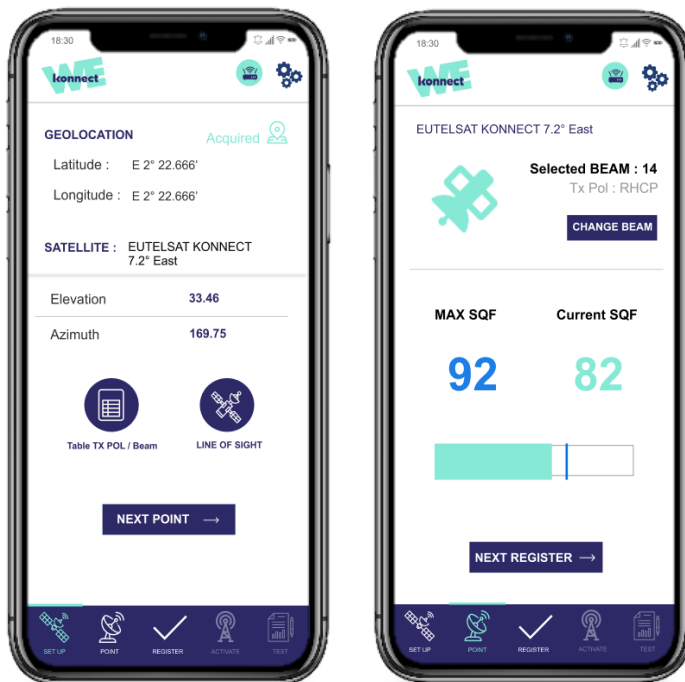 18:30
WE
konnect
GEOLOCATION
Acquired
Latitude : E 2° 22.666'
Longitude : E 2° 22.666'
SATELLITE : EUTELSAT KONNECT
7.2° East
Elevation 33.46
Azimuth 169.75
Table TX POL / Beam
LINE OF SIGHT
NEXT POINT →
SET UP
POINT
REGISTER
ACTIVATE
TEST
18:30
WE
konnect
EUTELSAT KONNECT 7.2° East
Selected BEAM : 14
Tx Pol : RHCP
CHANGE BEAM
MAX SQF
Current SQF
92
82
NEXT REGISTER →
SET UP
POINT
REGISTER
ACTIVATE
TEST